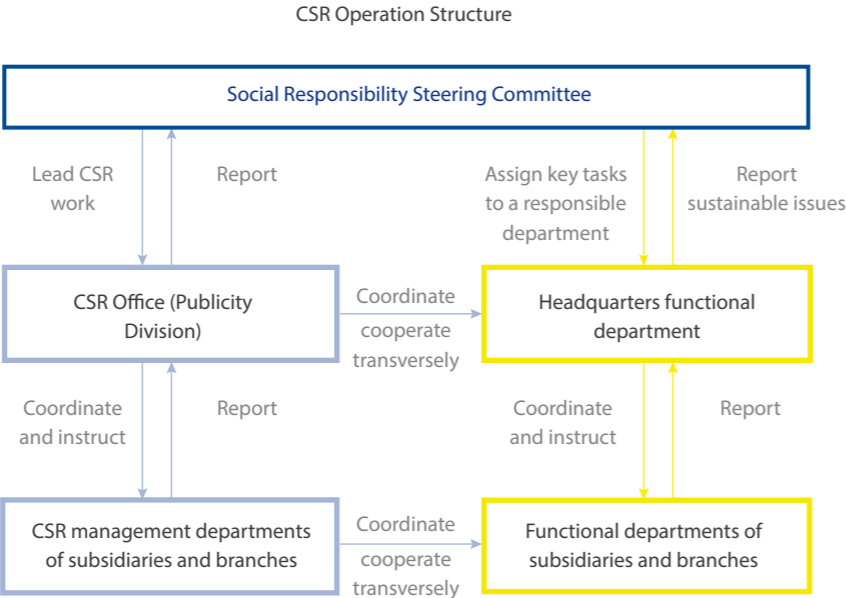 CSR Operation Structure
Social Responsibility Steering Committee
Lead CSR
work
Report
Assign key tasks
to a responsible
department
Report
sustainable issues
CSR Office (Publicity
Division)
Coordinate
cooperate
transversely
Headquarters functional
department
Coordinate
and instruct
Report
Coordinate
and instruct
Report
CSR management departments
of subsidiaries and branches
Coordinate
cooperate
transversely
Functional departments of
subsidiaries and branches